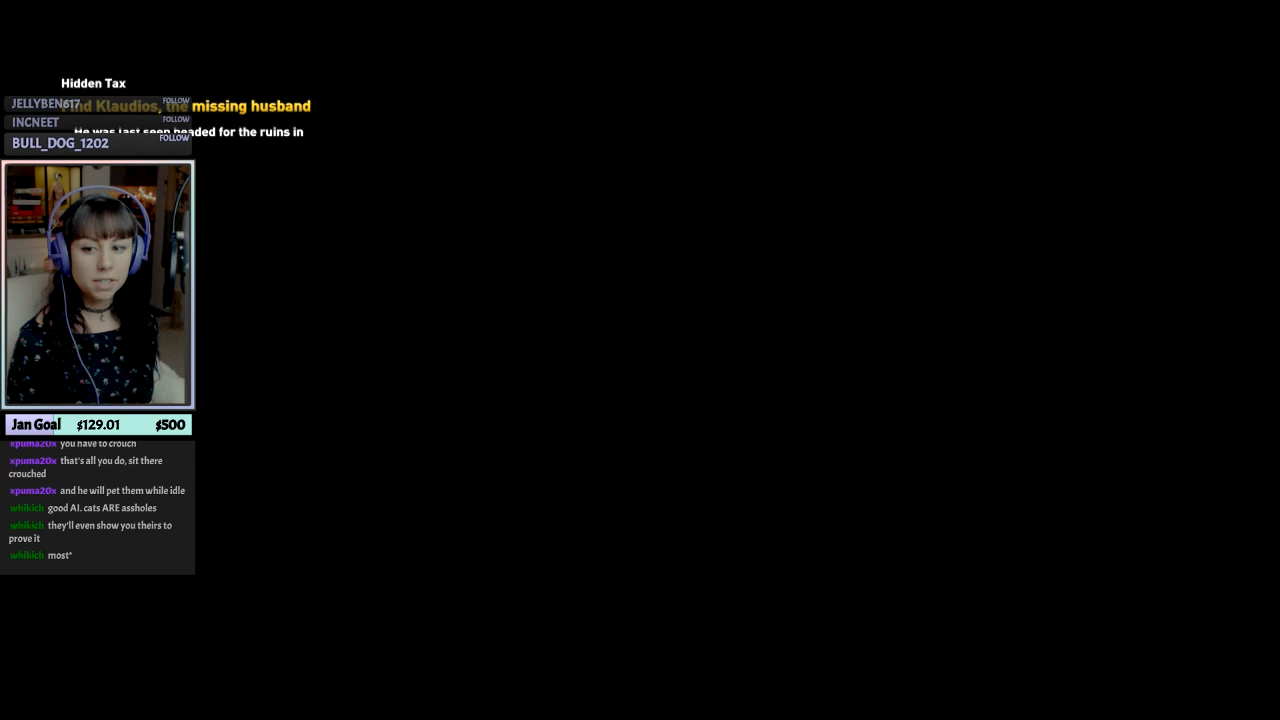 Hidden Tax
JELLYBEN617 FOLLOW
Find Klaudios, the missing husband
INCNEET FOLLOW
He was last seen headed for the ruins in
BULL_DOG_1202 FOLLOW
Jan Goal $129.01 $500
xpuma20x you have to crouch
xpuma20x that's all you do, sit there
crouched
xpuma20x and he will pet them while idle
whikich good AI. cats ARE assholes
whikich they'll even show you theirs to
prove it
whikich most*